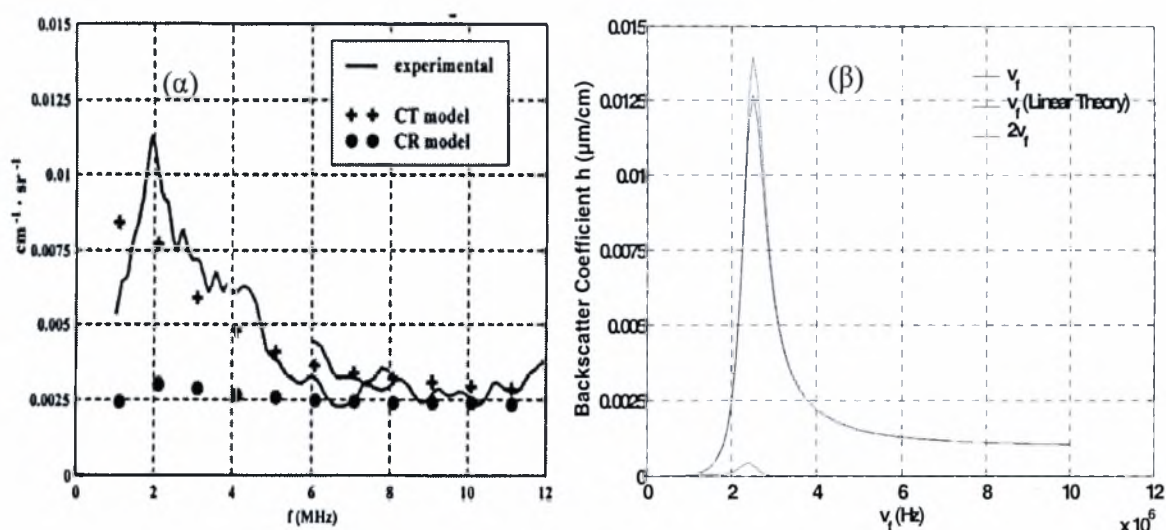 0.015
0.0125
0.01
0.0075
0.005
0.0025
0
cm⁻¹ · sr⁻¹
(α)
experimental
CT model
CR model
0 2 4 6 8 10 12
f (MHz)
0.015
0.0125
0.01
0.0075
0.005
0.0025
0
Backscatter Coefficient h (μm/cm)
(β)
v_f
v_f (Linear Theory)
2v_f
0 2 4 6 8 10 12
v_f (Hz)
x 10⁶